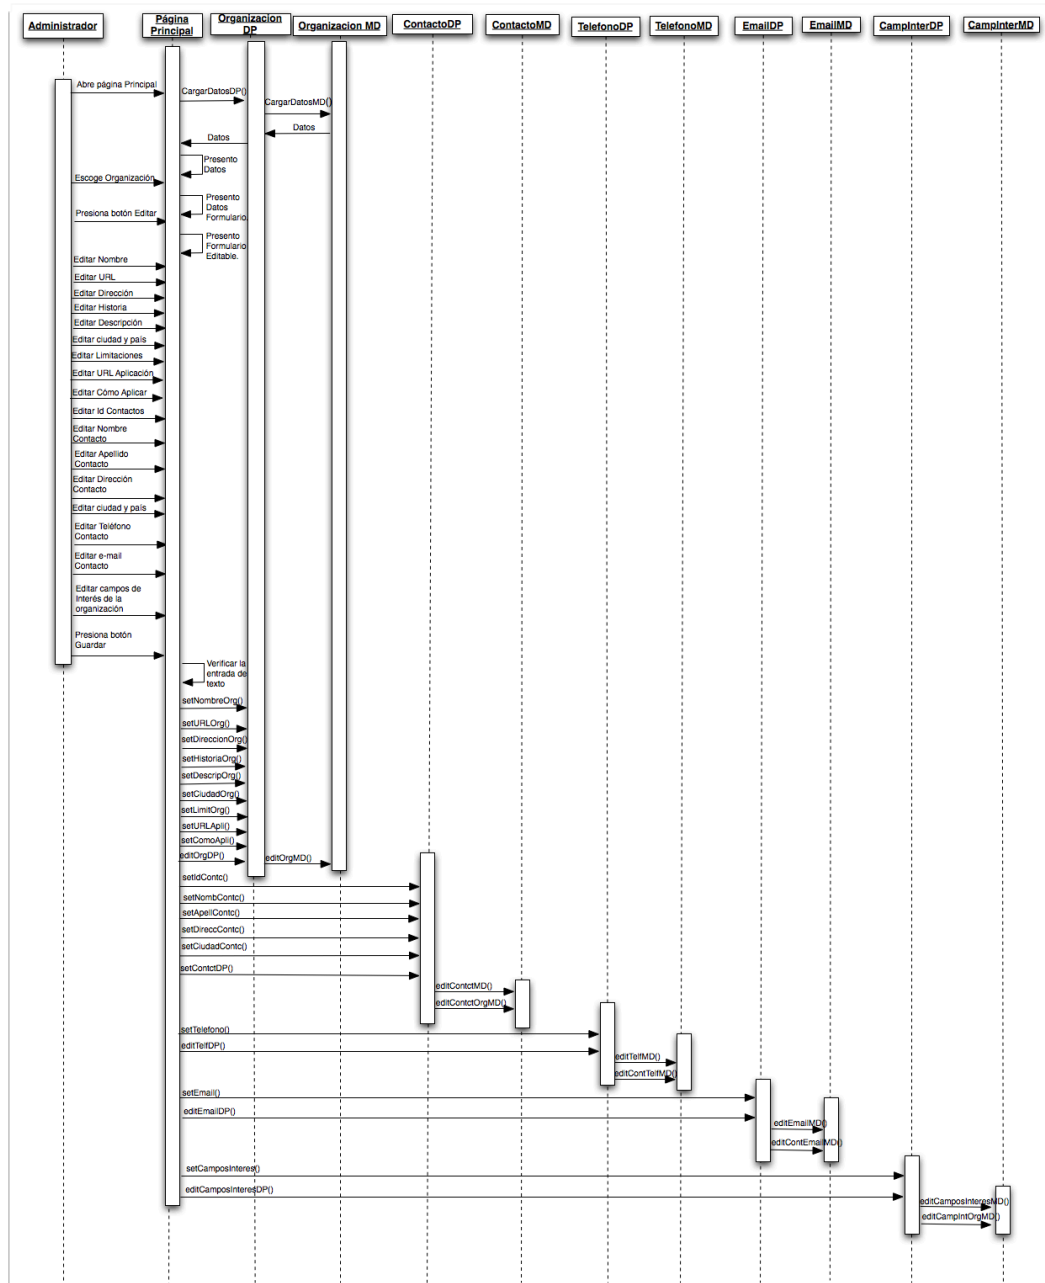 Administrador
Página
Principal
Organizacion
DP
Organizacion MD
ContactoDP
ContactoMD
TelefonoDP
TelefonoMD
EmailDP
EmailMD
CampInterDP
CampInterMD
Abre página Principal
CargarDatosDP()
CargarDatosMD()
Datos
Datos
Presento
Datos
Escoge Organización
Presento
Datos
Formulario.
Presiona botón Editar
Presento
Formulario
Editable.
Editar Nombre
Editar URL
Editar Dirección
Editar Historia
Editar Descripción
Editar ciudad y país
Editar Limitaciones
Editar URL Aplicación
Editar Cómo Aplicar
Editar Id Contactos
Editar Nombre
Contacto
Editar Apellido
Contacto
Editar Dirección
Contacto
Editar ciudad y país
Editar Teléfono
Contacto
Editar e-mail
Contacto
Editar campos de
Interés de la
organización
Presiona botón
Guardar
Verificar la
entrada de
texto
setNombreOrg()
setURLOrg()
setDireccionOrg()
setHistoriaOrg()
setDescripOrg()
setCiudadOrg()
setLimitOrg()
setURLApli()
setComoApli()
editOrgDP()
editOrgMD()
setIdContc()
setNombContc()
setApellContc()
setDireccContc()
setCiudadContc()
setContctDP()
editContctMD()
editContctOrgMD()
setTelefono()
editTelfDP()
editTelfMD()
editContTelfMD()
setEmail()
editEmailDP()
editEmailMD()
editContEmailMD()
setCamposInteres()
editCamposInteresDP()
editCamposInteresMD()
editCampIntOrgMD()